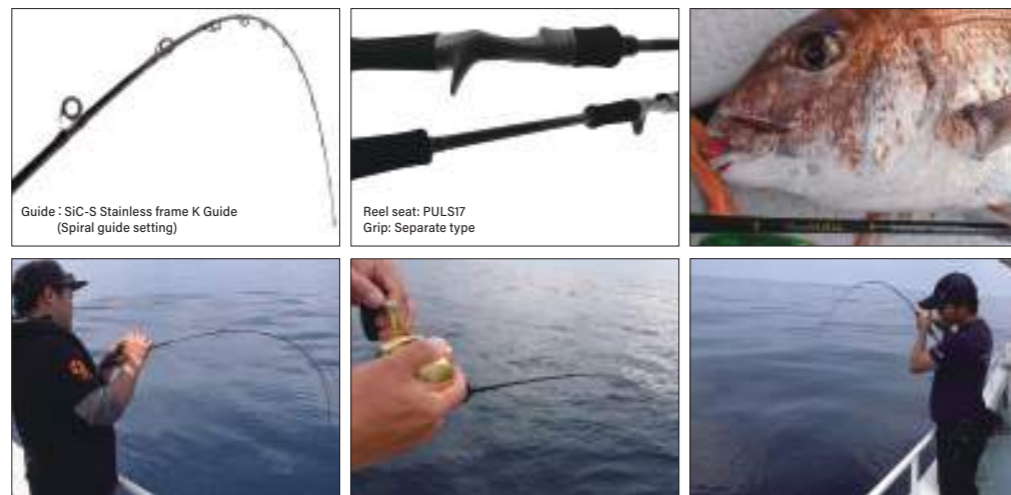 Guide : SiC-S Stainless frame K Guide
(Spiral guide setting)
Reel seat: PULS17
Grip: Separate type